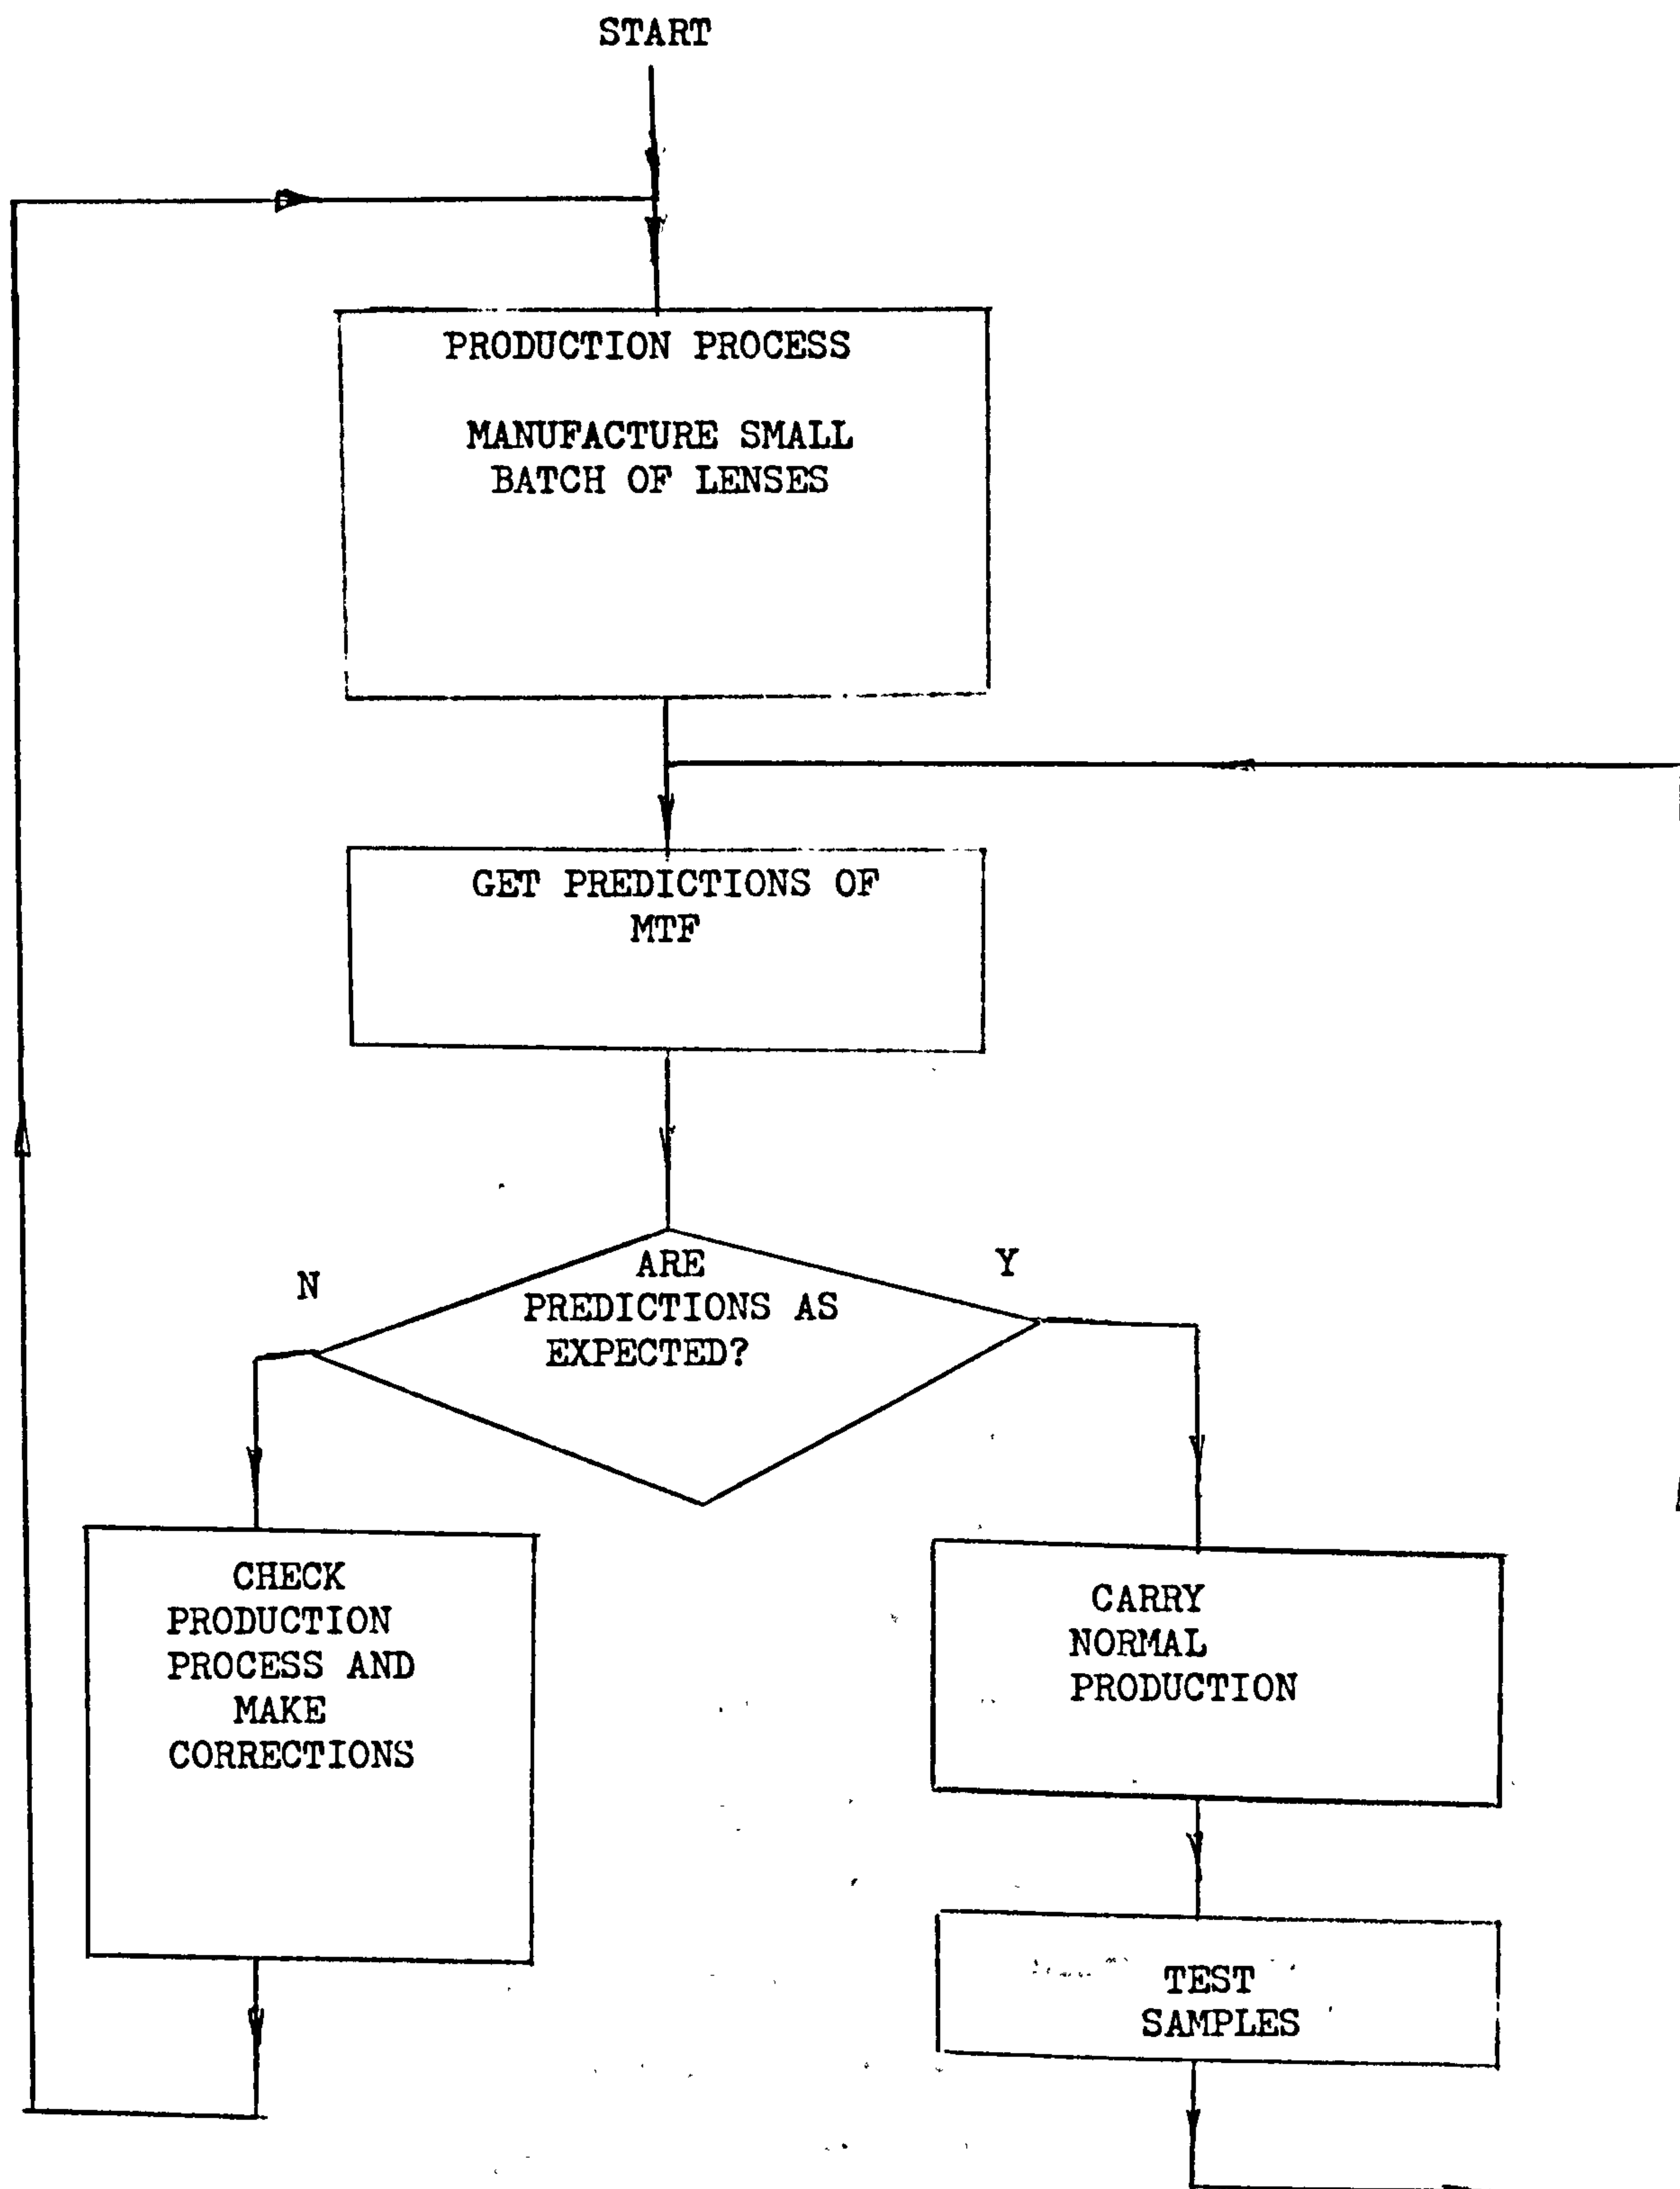 START
PRODUCTION PROCESS
MANUFACTURE SMALL
BATCH OF LENSES
GET PREDICTIONS OF
MTF
ARE
PREDICTIONS AS
EXPECTED?
N
Y
CHECK
PRODUCTION
PROCESS AND
MAKE
CORRECTIONS
CARRY
NORMAL
PRODUCTION
TEST
SAMPLES